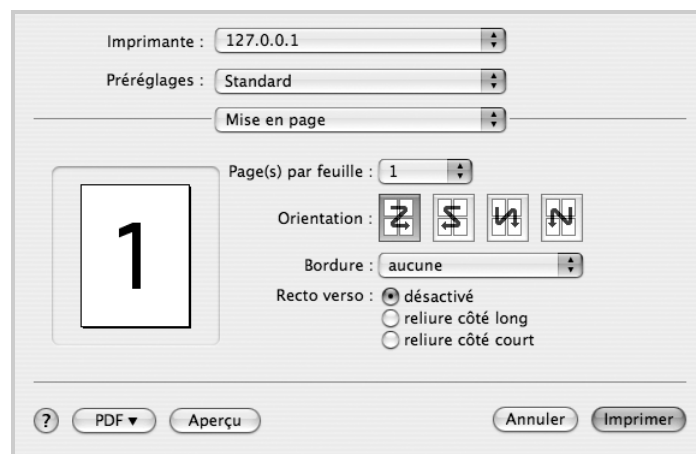 Imprimante : 127.0.0.1
Préréglages : Standard
Mise en page
Page(s) par feuille : 1
1
Orientation :
Bordure : aucune
Recto verso : désactivé
reliure côté long
reliure côté court
? PDF ▼ Aperçu Annuler Imprimer